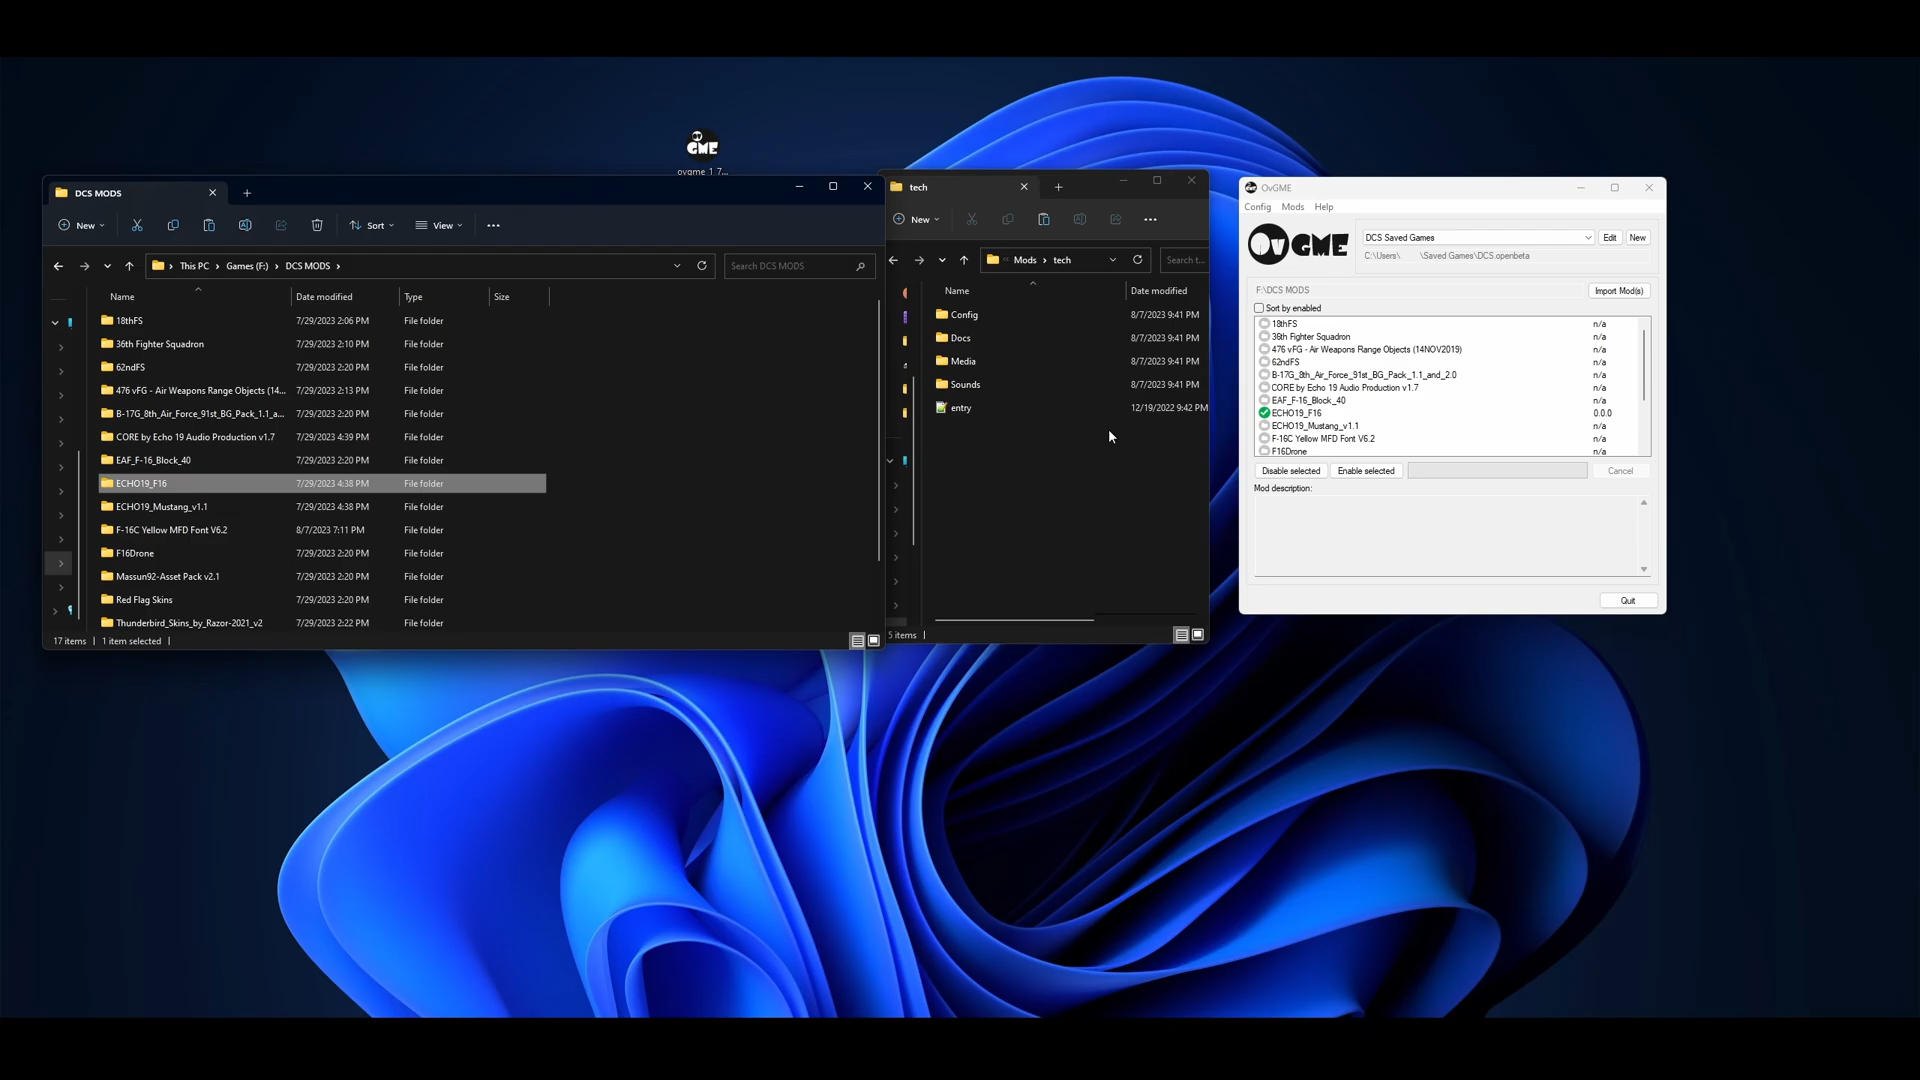 OV
GME
ovgme_1_7...
DCS MODS
New
Sort
View
This PC
Games (F:)
DCS MODS
Search DCS MODS
Name
Date modified
Type
Size
18thFS 7/29/2023 2:06 PM File folder
36th Fighter Squadron 7/29/2023 2:10 PM File folder
62ndFS 7/29/2023 2:20 PM File folder
476 vFG - Air Weapons Range Objects (14... 7/29/2023 2:13 PM File folder
B-17G_8th_Air_Force_91st_BG_Pack_1.1_a... 7/29/2023 2:20 PM File folder
CORE by Echo 19 Audio Production v1.7 7/29/2023 4:39 PM File folder
EAF_F-16_Block_40 7/29/2023 2:20 PM File folder
ECHO19_F16 7/29/2023 4:38 PM File folder
ECHO19_Mustang_v1.1 7/29/2023 4:38 PM File folder
F-16C Yellow MFD Font V6.2 8/7/2023 7:11 PM File folder
F16Drone 7/29/2023 2:20 PM File folder
Massun92-Asset Pack v2.1 7/29/2023 2:20 PM File folder
Red Flag Skins 7/29/2023 2:20 PM File folder
Thunderbird_Skins_by_Razor-2021_v2 7/29/2023 2:22 PM File folder
17 items
1 item selected
tech
New
Mods
tech
Search t...
Name
Date modified
Config 8/7/2023 9:41 PM
Docs 8/7/2023 9:41 PM
Media 8/7/2023 9:41 PM
Sounds 8/7/2023 9:41 PM
entry 12/19/2022 9:42 PM
5 items
OvGME
Config Mods Help
OvGME
DCS Saved Games
Edit
New
C:\Users\ \Saved Games\DCS.openbeta
F:\DCS MODS
Import Mod(s)
Sort by enabled
18thFS n/a
36th Fighter Squadron n/a
476 vFG - Air Weapons Range Objects (14NOV2019) n/a
62ndFS n/a
B-17G_8th_Air_Force_91st_BG_Pack_1.1_and_2.0 n/a
CORE by Echo 19 Audio Production v1.7 n/a
EAF_F-16_Block_40 n/a
ECHO19_F16 0.0.0
ECHO19_Mustang_v1.1 n/a
F-16C Yellow MFD Font V6.2 n/a
F16Drone n/a
Disable selected
Enable selected
Cancel
Mod description:
Quit